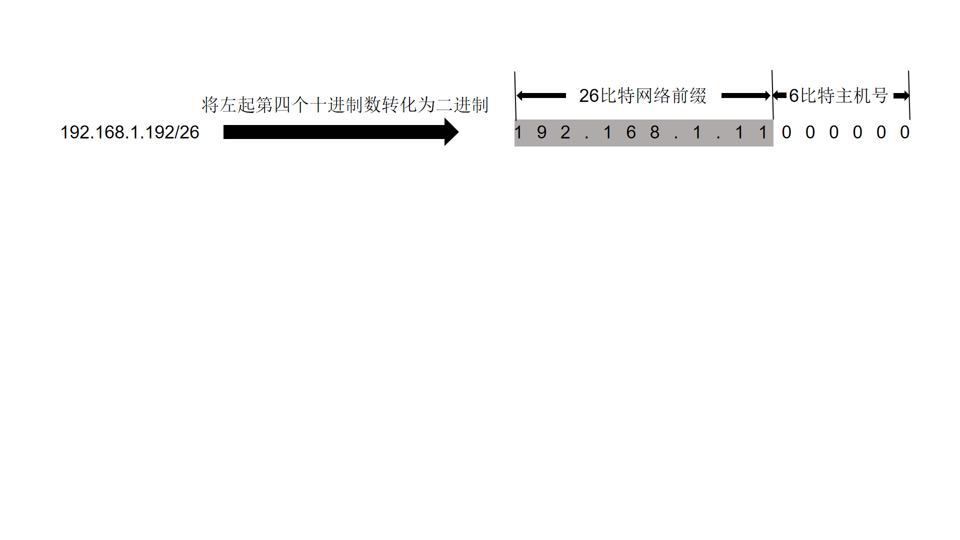 将左起第四个十进制数转化为二进制
192.168.1.192/26
26比特网络前缀
6比特主机号
1 9 2 . 1 6 8 . 1 . 1 1 0 0 0 0 0 0